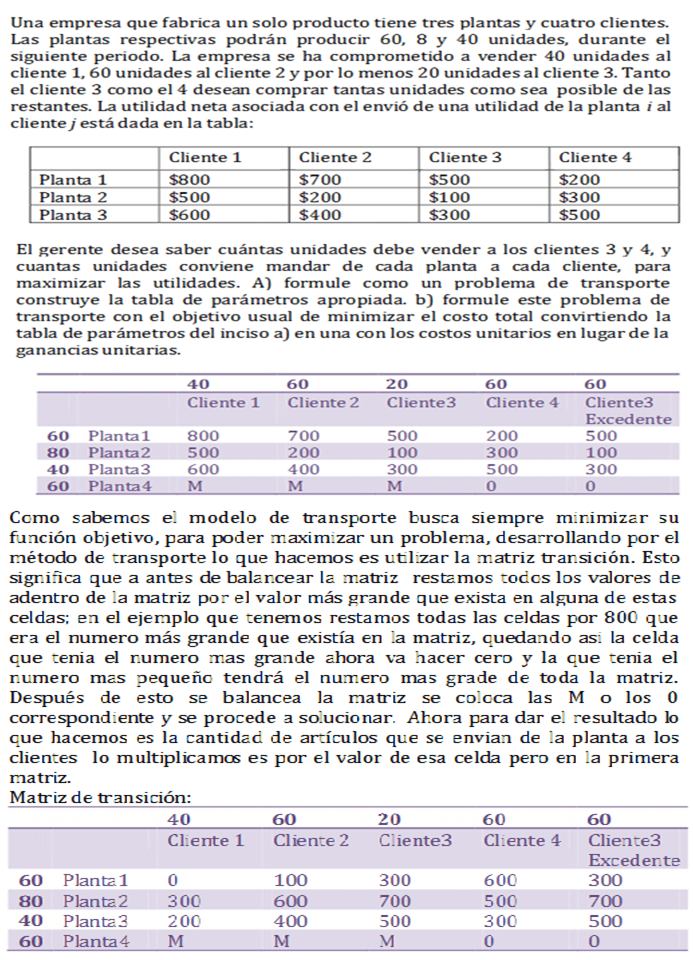 Una empresa que fabrica un solo producto tiene tres plantas y cuatro clientes.
Las plantas respectivas podrán producir 60, 8 y 40 unidades, durante el
siguiente periodo. La empresa se ha comprometido a vender 40 unidades al
cliente 1, 60 unidades al cliente 2 y por lo menos 20 unidades al cliente 3. Tanto
el cliente 3 como el 4 desean comprar tantas unidades como sea posible de las
restantes. La utilidad neta asociada con el envió de una utilidad de la planta i al
cliente j está dada en la tabla:
Cliente 1 Cliente 2 Cliente 3 Cliente 4
Planta 1 $800 $700 $500 $200
Planta 2 $500 $200 $100 $300
Planta 3 $600 $400 $300 $500
El gerente desea saber cuántas unidades debe vender a los clientes 3 y 4, y
cuantas unidades conviene mandar de cada planta a cada cliente, para
maximizar las utilidades. A) formule como un problema de transporte
construye la tabla de parámetros apropiada. b) formule este problema de
transporte con el objetivo usual de minimizar el costo total convirtiendo la
tabla de parámetros del inciso a) en una con los costos unitarios en lugar de la
ganancias unitarias.
40 60 20 60 60
Cliente 1 Cliente 2 Cliente3 Cliente 4 Cliente3
Excedente
60 Planta1 800 700 500 200 500
80 Planta2 500 200 100 300 100
40 Planta3 600 400 300 500 300
60 Planta4 M M M 0 0
Como sabemos el modelo de transporte busca siempre minimizar su
función objetivo, para poder maximizar un problema, desarrollando por el
método de transporte lo que hacemos es utilizar la matriz transición. Esto
significa que a antes de balancear la matriz restamos todos los valores de
adentro de la matriz por el valor más grande que exista en alguna de estas
celdas; en el ejemplo que tenemos restamos todas las celdas por 800 que
era el numero más grande que existía en la matriz, quedando asi la celda
que tenia el numero mas grande ahora va hacer cero y la que tenia el
numero mas pequeño tendrá el numero mas grade de toda la matriz.
Después de esto se balancea la matriz se coloca las M o los 0
correspondiente y se procede a solucionar. Ahora para dar el resultado lo
que hacemos es la cantidad de artículos que se envian de la planta a los
clientes lo multiplicamos es por el valor de esa celda pero en la primera
matriz.
Matriz de transición:
40 60 20 60 60
Cliente 1 Cliente 2 Cliente3 Cliente 4 Cliente3
Excedente
60 Planta1 0 100 300 600 300
80 Planta2 300 600 700 500 700
40 Planta3 200 400 500 300 500
60 Planta4 M M M 0 0